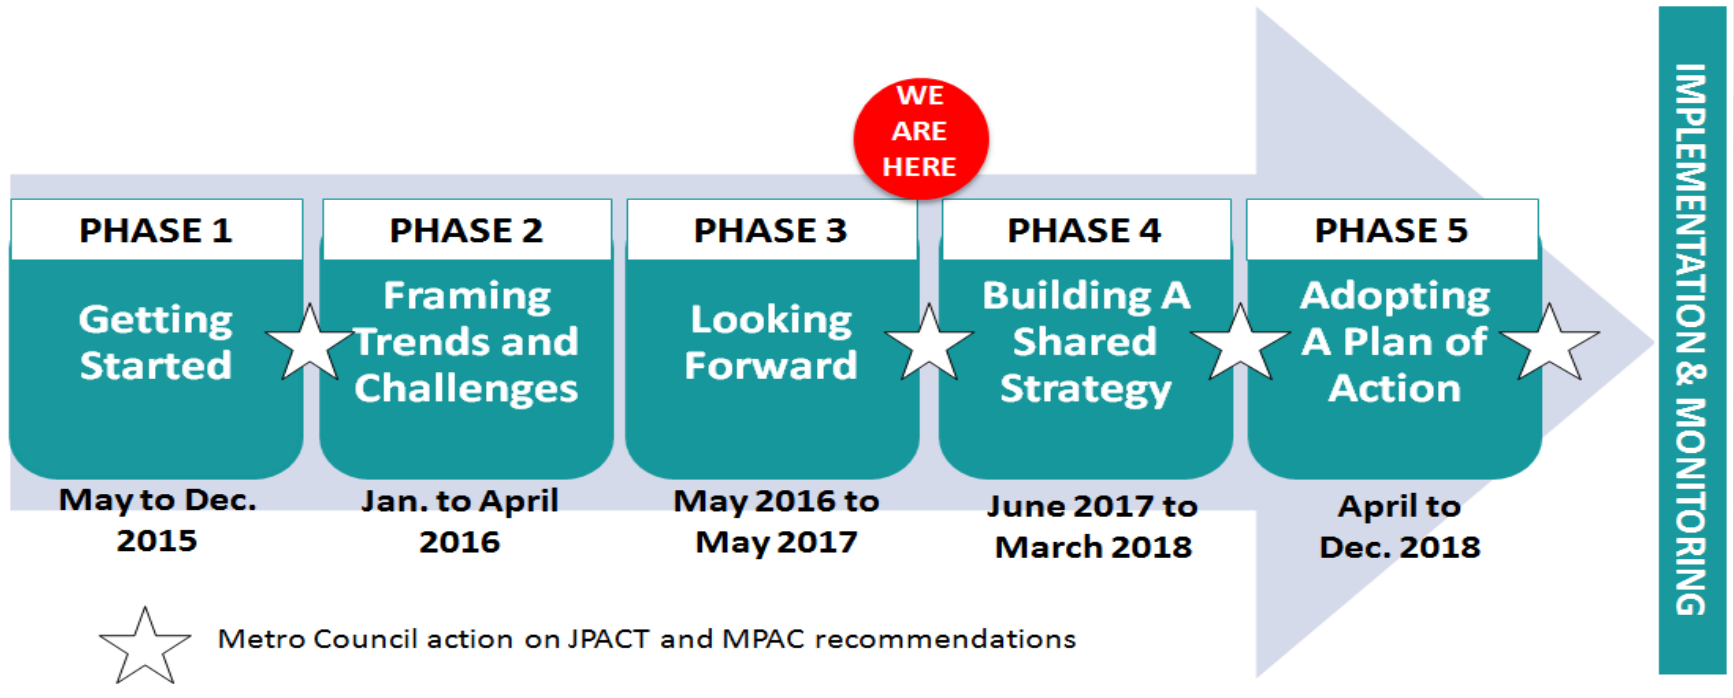 WE
ARE
HERE
PHASE 1
Getting
Started
May to Dec.
2015
PHASE 2
Framing
Trends and
Challenges
Jan. to April
2016
PHASE 3
Looking
Forward
May 2016 to
May 2017
PHASE 4
Building A
Shared
Strategy
June 2017 to
March 2018
PHASE 5
Adopting
A Plan of
Action
April to
Dec. 2018
IMPLEMENTATION & MONITORING
Metro Council action on JPACT and MPAC recommendations